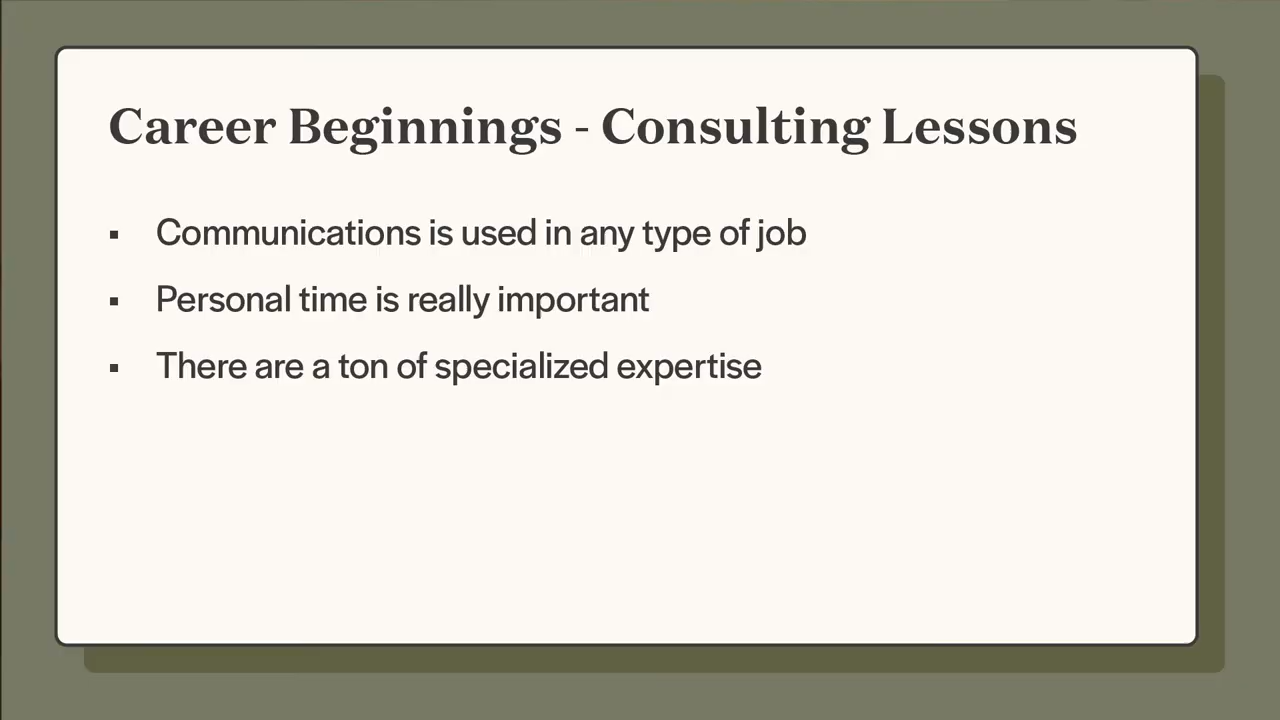 Career Beginnings - Consulting Lessons
Communications is used in any type of job
Personal time is really important
There are a ton of specialized expertise